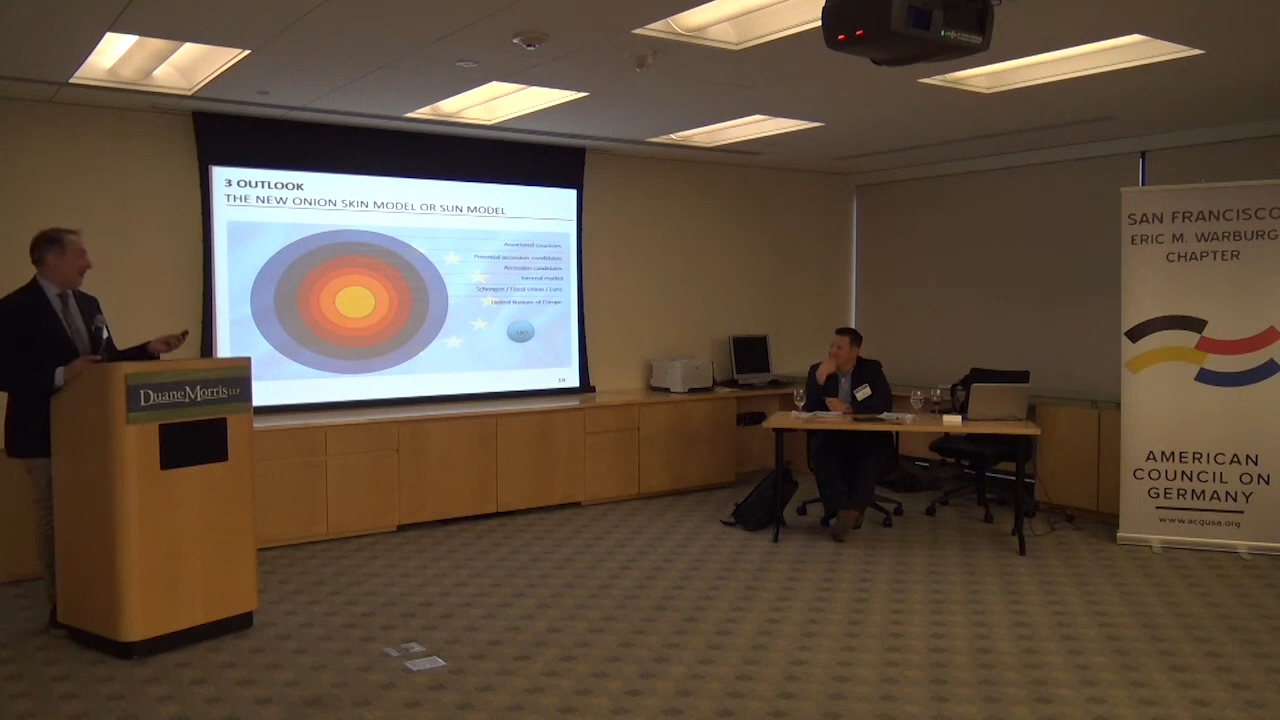 3 OUTLOOK
THE NEW ONION SKIN MODEL OR SUN MODEL
Associated countries
Potential accession candidates
Accession candidates
Internal market
Schengen / Fiscal Union / Euro
United Nations of Europe
DuaneMorris LLP
SAN FRANCISCO
ERIC M. WARBURG
CHAPTER
AMERICAN
COUNCIL ON
GERMANY
www.acgusa.org